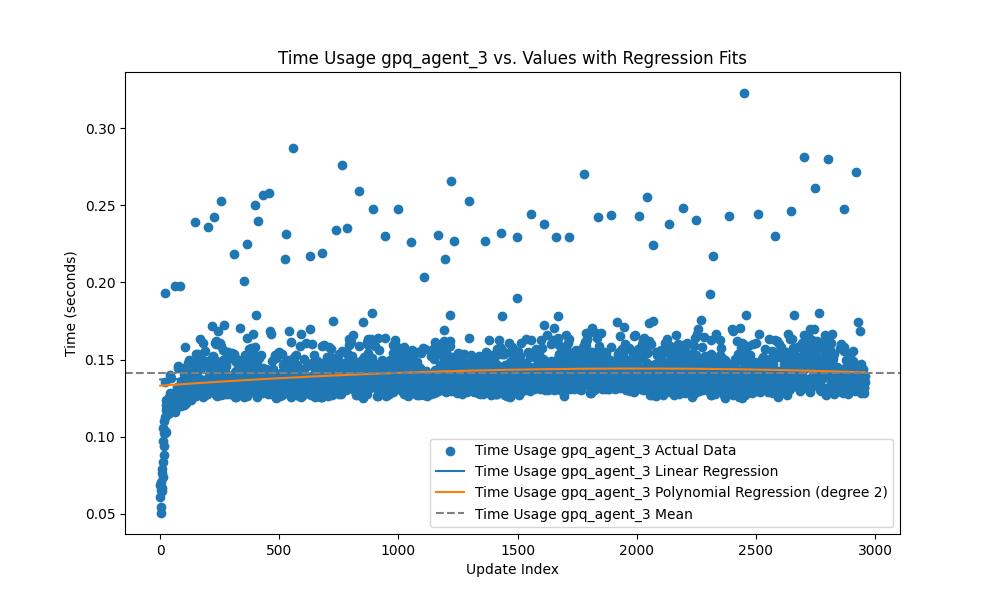 Time Usage gpq_agent_3 vs. Values with Regression Fits
Time (seconds)
0.30
0.25
0.20
0.15
0.10
0.05
Time Usage gpq_agent_3 Actual Data
Time Usage gpq_agent_3 Linear Regression
Time Usage gpq_agent_3 Polynomial Regression (degree 2)
Time Usage gpq_agent_3 Mean
0 500 1000 1500 2000 2500 3000
Update Index